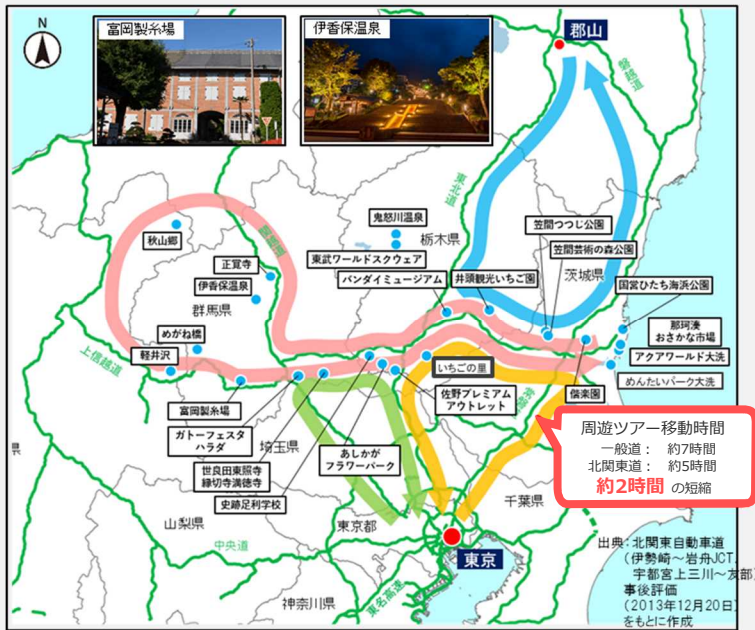 N
富岡製糸場
伊香保温泉
郡山
磐越道
東北道
鬼怒川温泉
栃木県
東武ワールドスクウェア
バンダイミュージアム
井頭観光いちご園
笠間つつじ公園
笠間芸術の森公園
茨城県
国営ひたち海浜公園
那珂湊
おさかな市場
アクアワールド大洗
めんたいパーク大洗
偕楽園
秋山郷
正覚寺
伊香保温泉
群馬県
めがね橋
軽井沢
上信越道
富岡製糸場
ガトーフェスタ
ハラダ
埼玉県
世良田東照寺
縁切寺満徳寺
史跡足利学校
あしかが
フラワーパーク
佐野プレミアム
アウトレット
いちごの里
周遊ツアー移動時間
一般道： 約7時間
北関東道： 約5時間
約2時間 の短縮
千葉県
東京都
山梨県
中央道
東京
神奈川県
東名高速
県
出典：北関東自動車道
（伊勢崎～岩舟JCT、
宇都宮上三川～友部）
事後評価
（2013年12月20日）
をもとに作成